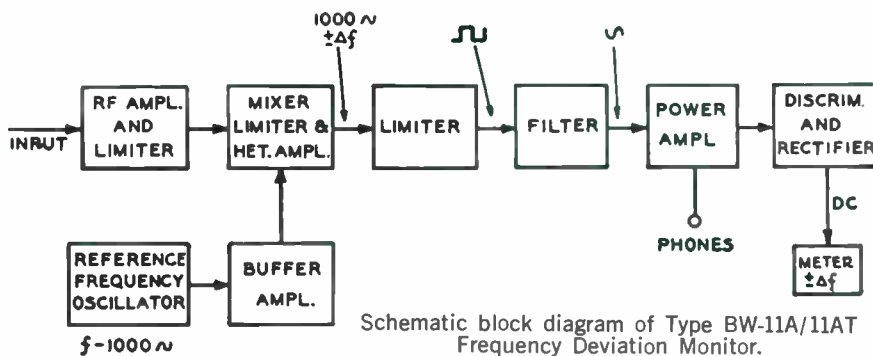 1000 ~
± Δf
INPUT
RF AMPL.
AND
LIMITER
MIXER
LIMITER &
HET. AMPL.
LIMITER
FILTER
POWER
AMPL
DISCRIM.
AND
RECTIFIER
PHONES
DC
METER
± Δf
REFERENCE
FREQUENCY
OSCILLATOR
f-1000 ~
BUFFER
AMPL.
Schematic block diagram of Type BW-11A/11AT
Frequency Deviation Monitor.